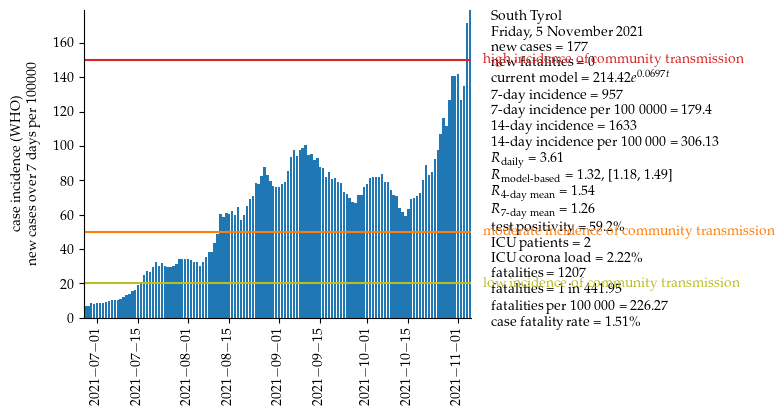 South Tyrol
Friday, 5 November 2021
new cases = 177
new fatalities = 0
high incidence of community transmission
current model = 214.42e^0.0697t
7-day incidence = 957
7-day incidence per 100 0000 = 179.4
14-day incidence = 1633
14-day incidence per 100 000 = 306.13
R_daily = 3.61
R_model-based = 1.32, [1.18, 1.49]
R_4-day mean = 1.54
R_7-day mean = 1.26
test positivity = 59.2%
moderate incidence of community transmission
ICU patients = 2
ICU corona load = 2.22%
fatalities = 1207
low incidence of community transmission
fatalities = 1 in 441.95
fatalities per 100 000 = 226.27
case fatality rate = 1.51%
case incidence (WHO)
new cases over 7 days per 100000
160
140
120
100
80
60
40
20
0
2021−07−01
2021−07−15
2021−08−01
2021−08−15
2021−09−01
2021−09−15
2021−10−01
2021−10−15
2021−11−01